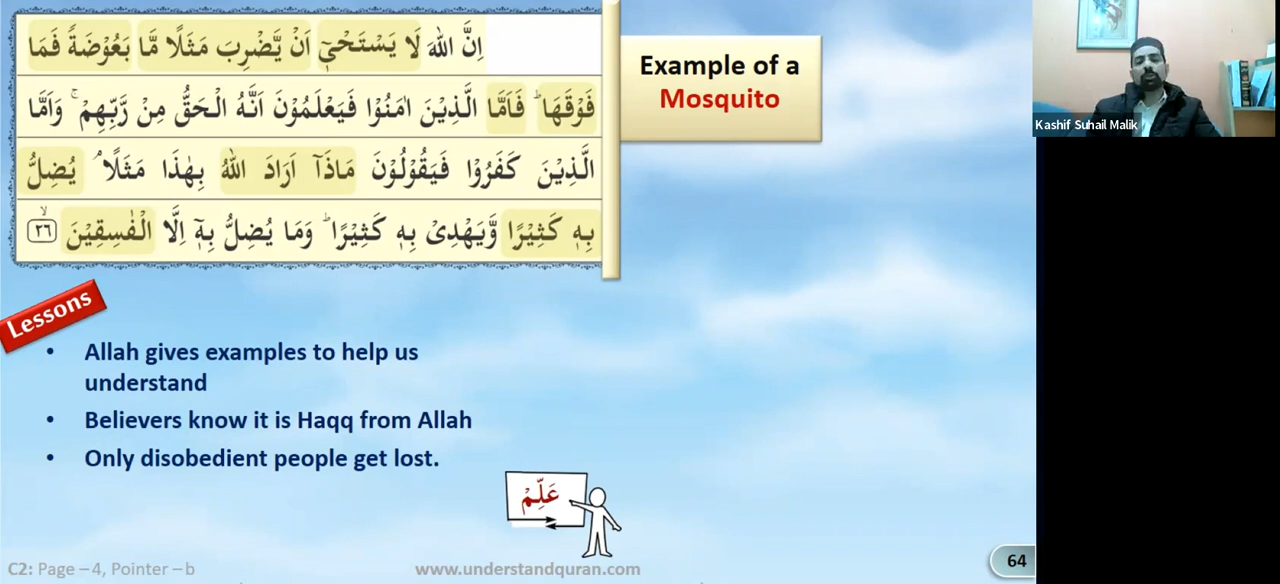 اِنَّ اللهَ لَا يَسْتَحْيٖۤ اَنْ يَّضْرِبَ مَثَلًا مَّا بَعُوْضَةً فَمَا
فَوْقَهَا ؕ فَاَمَّا الَّذِيْنَ اٰمَنُوْا فَيَعْلَمُوْنَ اَنَّهُ الْحَقُّ مِنْ رَّبِّهِمْ ۚ وَاَمَّا
الَّذِيْنَ كَفَرُوْا فَيَقُوْلُوْنَ مَاذَاۤ اَرَادَ اللهُ بِهٰذَا مَثَلًا ۘ يُضِلُّ
بِهٖ كَثِيْرًا وَّيَهْدِيْ بِهٖ كَثِيْرًا ؕ وَمَا يُضِلُّ بِهٖۤ اِلَّا الْفٰسِقِيْنَ ۙ ٢٦
Example of a
Mosquito
Kashif Suhail Malik
Lessons
• Allah gives examples to help us
understand
• Believers know it is Haqq from Allah
• Only disobedient people get lost.
عَلِّمْ
C2: Page – 4, Pointer – b
www.understandquran.com
64